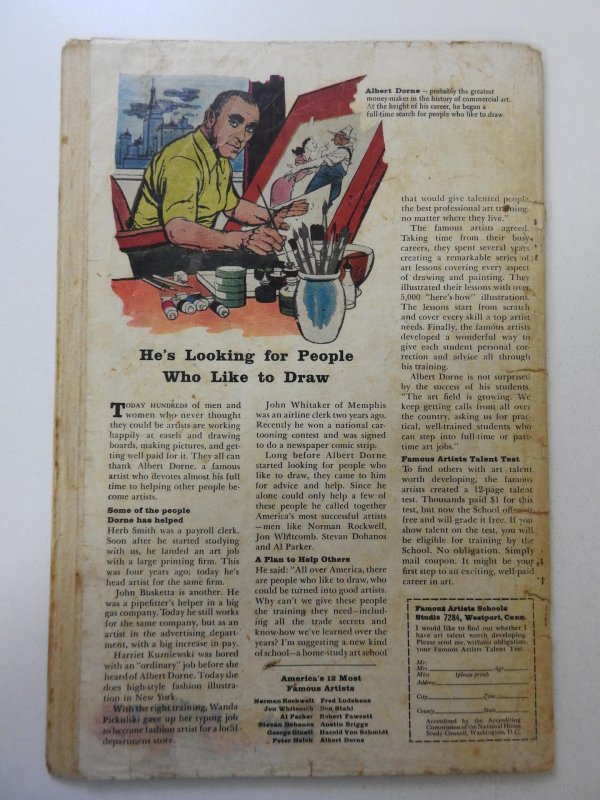 Albert Dorne — probably the greatest
money-maker in the history of commercial art.
At the height of his career, he began a
full-time search for people who like to draw.
He's Looking for People
Who Like to Draw
TODAY HUNDREDS of men and
women who never thought
they could be artists are working
happily at easels and drawing
boards, making pictures, and get-
ting well paid for it. They all can
thank Albert Dorne, a famous
artist who devotes almost his full
time to helping other people be-
come artists.
Some of the people
Dorne has helped
Herb Smith was a payroll clerk.
Soon after he started studying
with us, he landed an art job
with a large printing firm. This
was four years ago; today he's
head artist for the same firm.
John Busketta is another. He
was a pipefitter's helper in a big
gas company. Today he still works
for the same company, but as an
artist in the advertising depart-
ment, with a big increase in pay.
Harriet Kuzniewski was bored
with an "ordinary" job before she
heard of Albert Dorne. Today she
does high-style fashion illustra-
tion in New York.
With the right training, Wanda
Pickulski gave up her typing job
to become fashion artist for a local
department store.
John Whitaker of Memphis
was an airline clerk two years ago.
Recently he won a national car-
tooning contest and was signed
to do a newspaper comic strip.
Long before Albert Dorne
started looking for people who
like to draw, they came to him
for advice and help. Since he
alone could only help a few of
these people he called together
America's most successful artists
—men like Norman Rockwell,
Jon Whitcomb, Stevan Dohanos
and Al Parker.
A Plan to Help Others
He said: "All over America, there
are people who like to draw, who
could be turned into good artists.
Why can't we give these people
the training they need—includ-
ing all the trade secrets and
know-how we've learned over the
years? I'm suggesting a new kind
of school—a home-study art school
America's 12 Most
Famous Artists
Norman Rockwell Fred Ludekens
Jon Whitcomb Ben Stahl
Al Parker Robert Fawcett
Stevan Dohanos Austin Briggs
George Giusti Harold Von Schmidt
Peter Helck Albert Dorne
that would give talented people
the best professional art training,
no matter where they live."
The famous artists agreed.
Taking time from their busy
careers, they spent several years
creating a remarkable series of
art lessons covering every aspect
of drawing and painting. They
illustrated their lessons with over
5,000 "here's-how" illustrations.
The lessons start from scratch
and cover every skill a top artist
needs. Finally, the famous artists
developed a wonderful way to
give each student personal cor-
rection and advice all through
his training.
Albert Dorne is not surprised
by the success of his students.
"The art field is growing. We
keep getting calls from all over
the country, asking us for prac-
tical, well-trained students who
can step into full-time or part-
time art jobs."
Famous Artists Talent Test
To find others with art talent
worth developing, the famous
artists created a 12-page talent
test. Thousands paid $1 for this
test, but now the School offers it
free and will grade it free. If you
show talent on the test, you will
be eligible for training by the
School. No obligation. Simply
mail coupon. It might be your
first step to an exciting, well-paid
career in art.
Famous Artists Schools
Studio 7284, Westport, Conn.
I would like to find out whether I
have art talent worth developing.
Please send me, without obligation,
your Famous Artists Talent Test.
Mr.
Mrs. Age
Miss (please print)
Address
City Zone
County State
Accredited by the Accrediting
Commission of the National Home
Study Council, Washington, D.C.